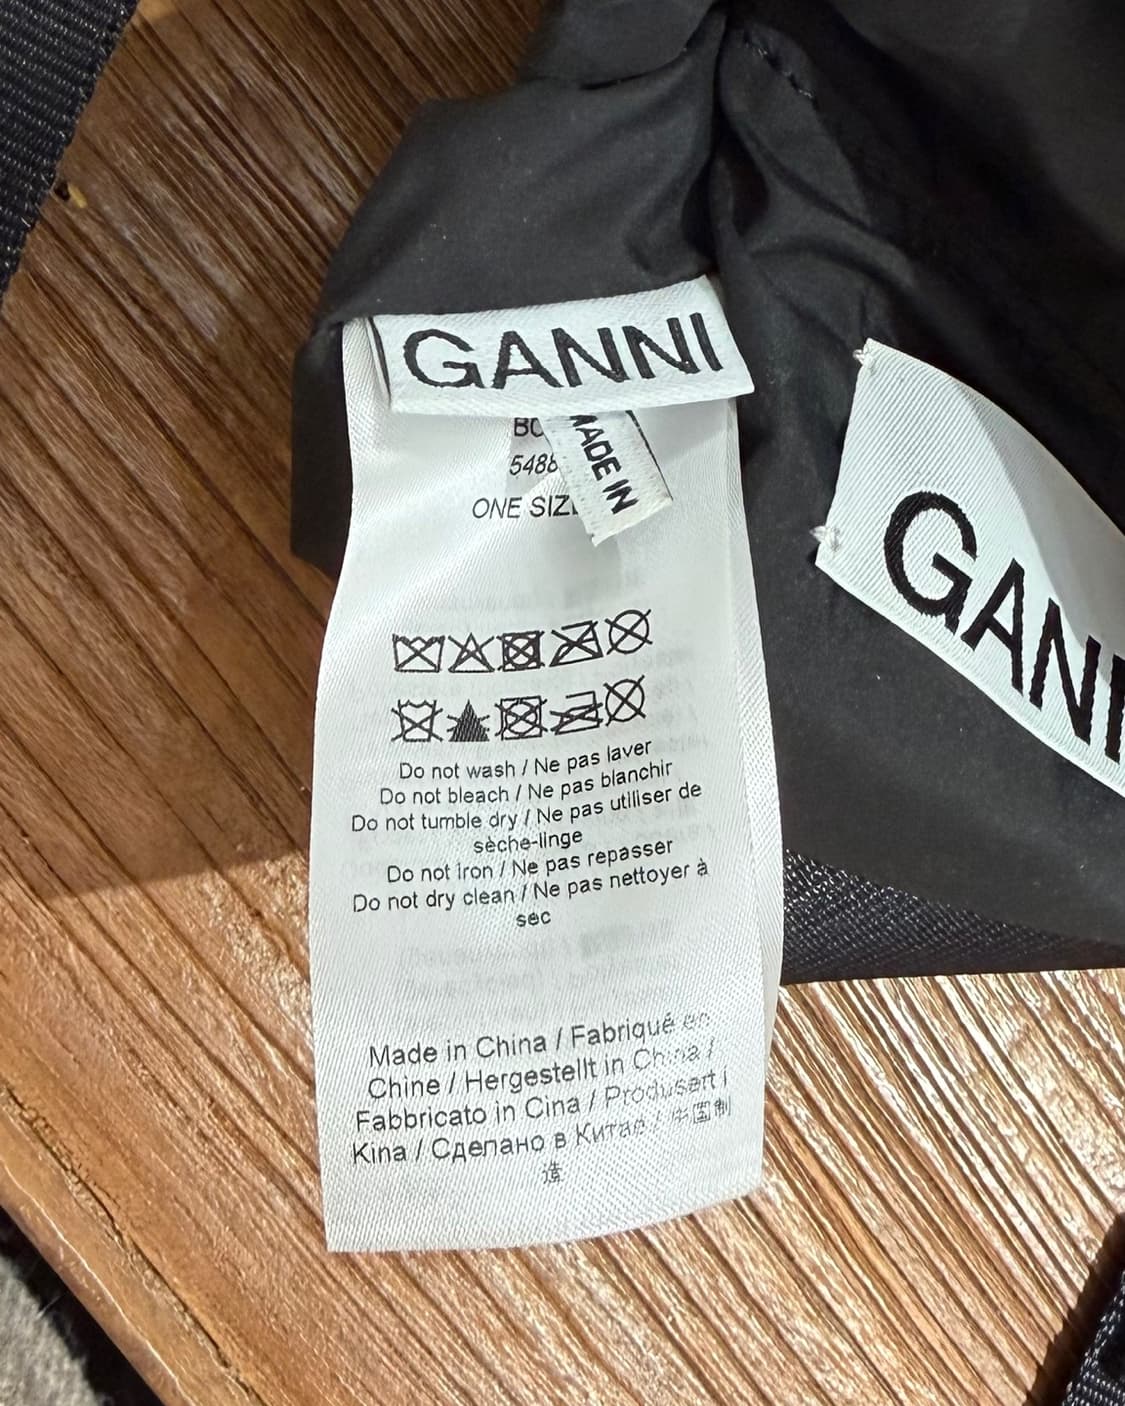 GANNI
MADE IN
ONE
Do not wash / Ne pas laver
Do not bleach / Ne pas blanchir
Do not tumble dry / Ne pas utiliser de
sèche-linge
Do not iron / Ne pas repasser
Do not dry clean / Ne pas nettoyer à
sec
Made in China / Fabriqué en
Chine / Hergestellt in China /
Fabbricato in Cina / Produsert i
Kina / Сделано в Китае / 中国制
造
GANNI